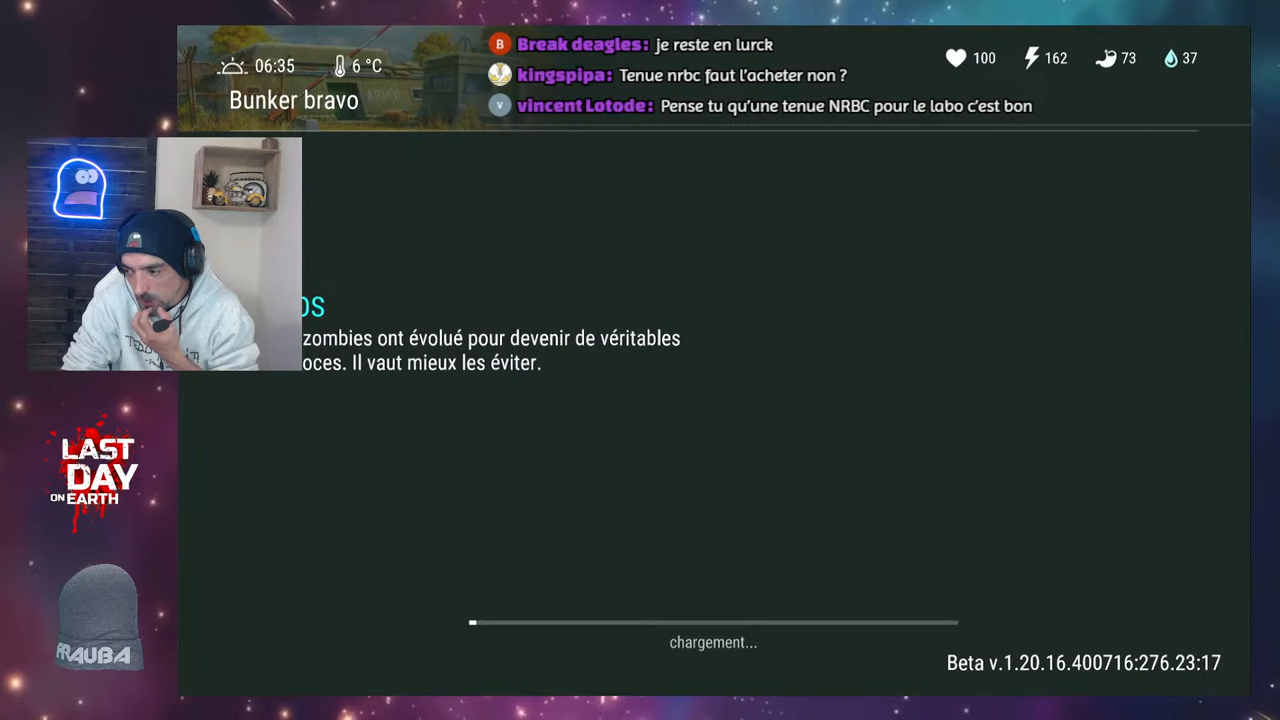 06:35
6 °C
Bunker bravo
B Break deagles: je reste en lurck
kingspipa: Tenue nrbc faut l'acheter non ?
V vincent Lotode: Pense tu qu'une tenue NRBC pour le labo c'est bon
100
162
73
37
zombies ont évolué pour devenir de véritables
Il vaut mieux les éviter.
LAST
DAY
ON EARTH
chargement...
Beta v.1.20.16.400716:276.23:17